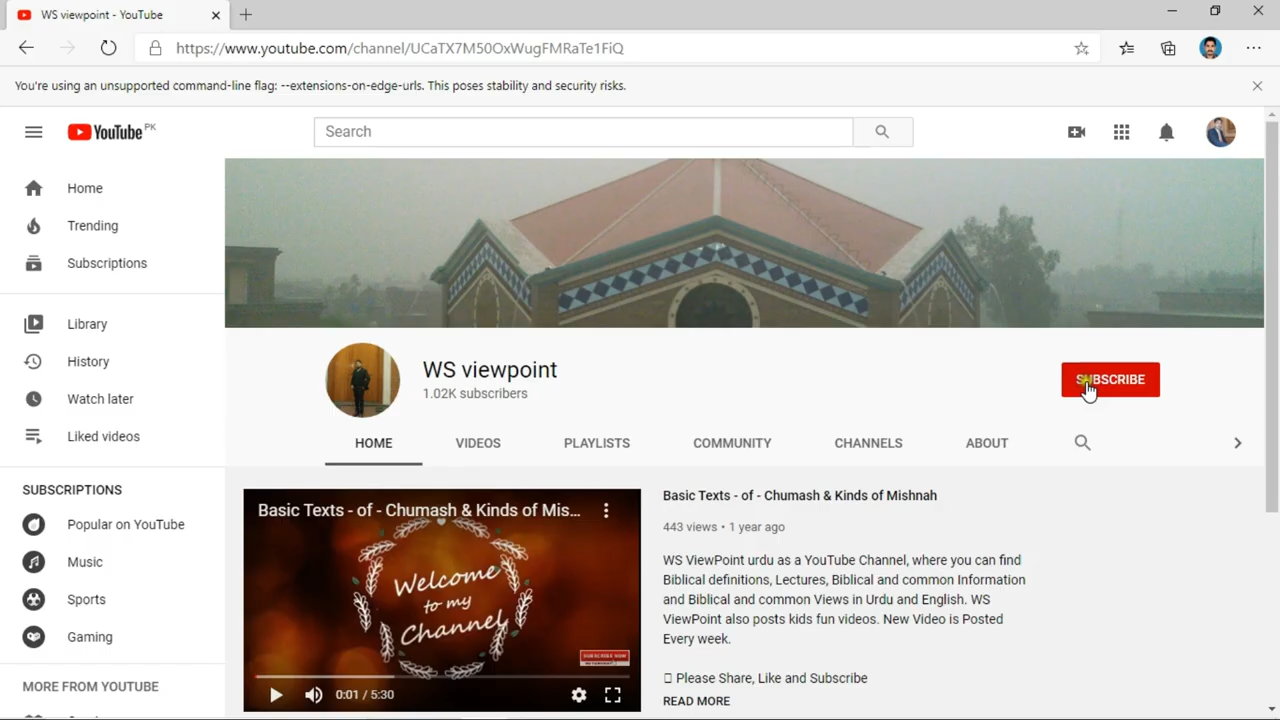 WS viewpoint - YouTube
https://www.youtube.com/channel/UCaTX7M50OxWugFMRaTe1FiQ
You're using an unsupported command-line flag: --extensions-on-edge-urls. This poses stability and security risks.
YouTube PK
Search
Home
Trending
Subscriptions
Library
History
Watch later
Liked videos
SUBSCRIPTIONS
Popular on YouTube
Music
Sports
Gaming
MORE FROM YOUTUBE
WS viewpoint
1.02K subscribers
SUBSCRIBE
HOME VIDEOS PLAYLISTS COMMUNITY CHANNELS ABOUT
Basic Texts - of - Chumash & Kinds of Mis...
Welcome
to my
Channel
SUBSCRIBE NOW
0:01 / 5:30
Basic Texts - of - Chumash & Kinds of Mishnah
443 views • 1 year ago
WS ViewPoint urdu as a YouTube Channel, where you can find
Biblical definitions, Lectures, Biblical and common Information
and Biblical and common Views in Urdu and English. WS
ViewPoint also posts kids fun videos. New Video is Posted
Every week.
Please Share, Like and Subscribe
READ MORE